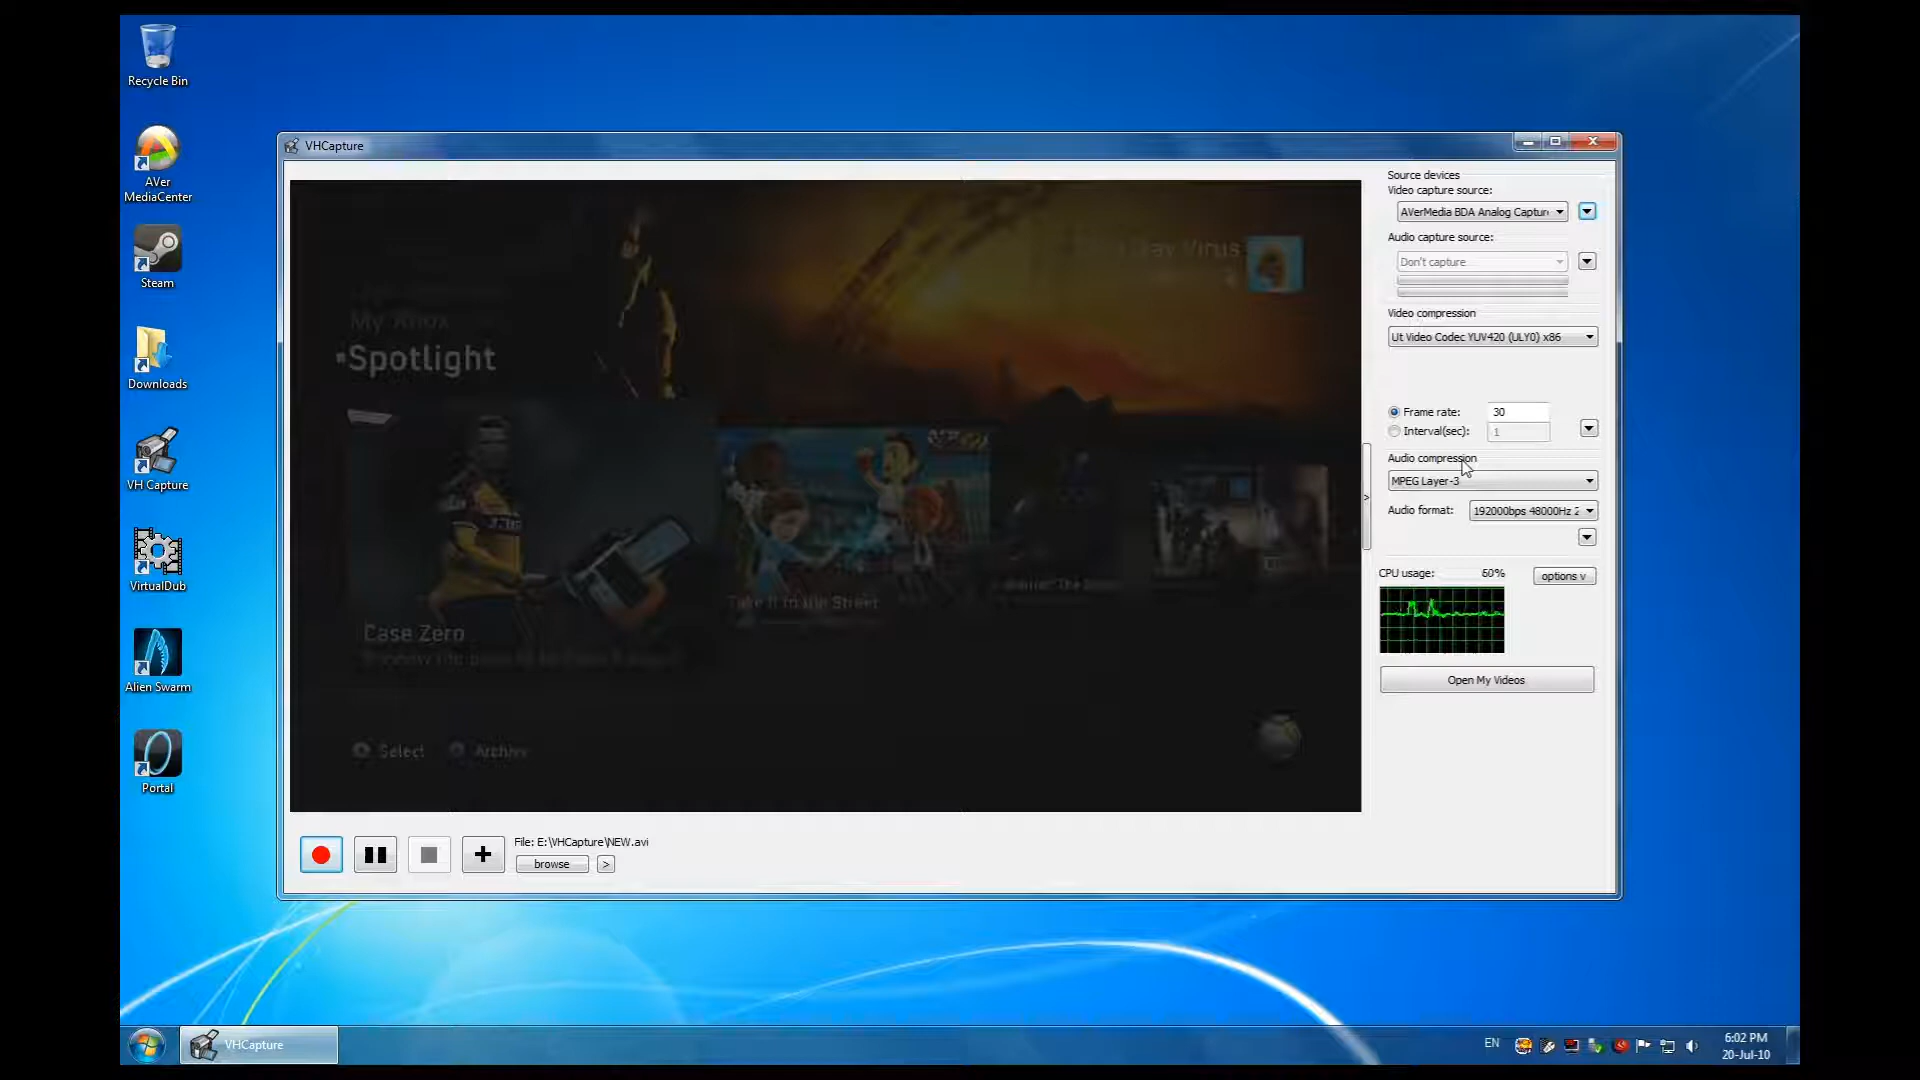 Recycle Bin
AVer
MediaCenter
Steam
Downloads
VH Capture
VirtualDub
Alien Swarm
Portal
VHCapture
My Xbox
Spotlight
Virus
Take It to the Street
Case Zero
Select
Archive
Source devices
Video capture source:
AVerMedia BDA Analog Captur
Audio capture source:
Don't capture
Video compression
Ut Video Codec YUV420 (ULY0) x86
Frame rate: 30
Interval(sec): 1
Audio compression
MPEG Layer-3
Audio format: 192000bps 48000Hz 2
CPU usage: 60% options v
Open My Videos
>
File: E:\VHCapture\NEW.avi
browse >
VHCapture
EN
6:02 PM
20-Jul-10